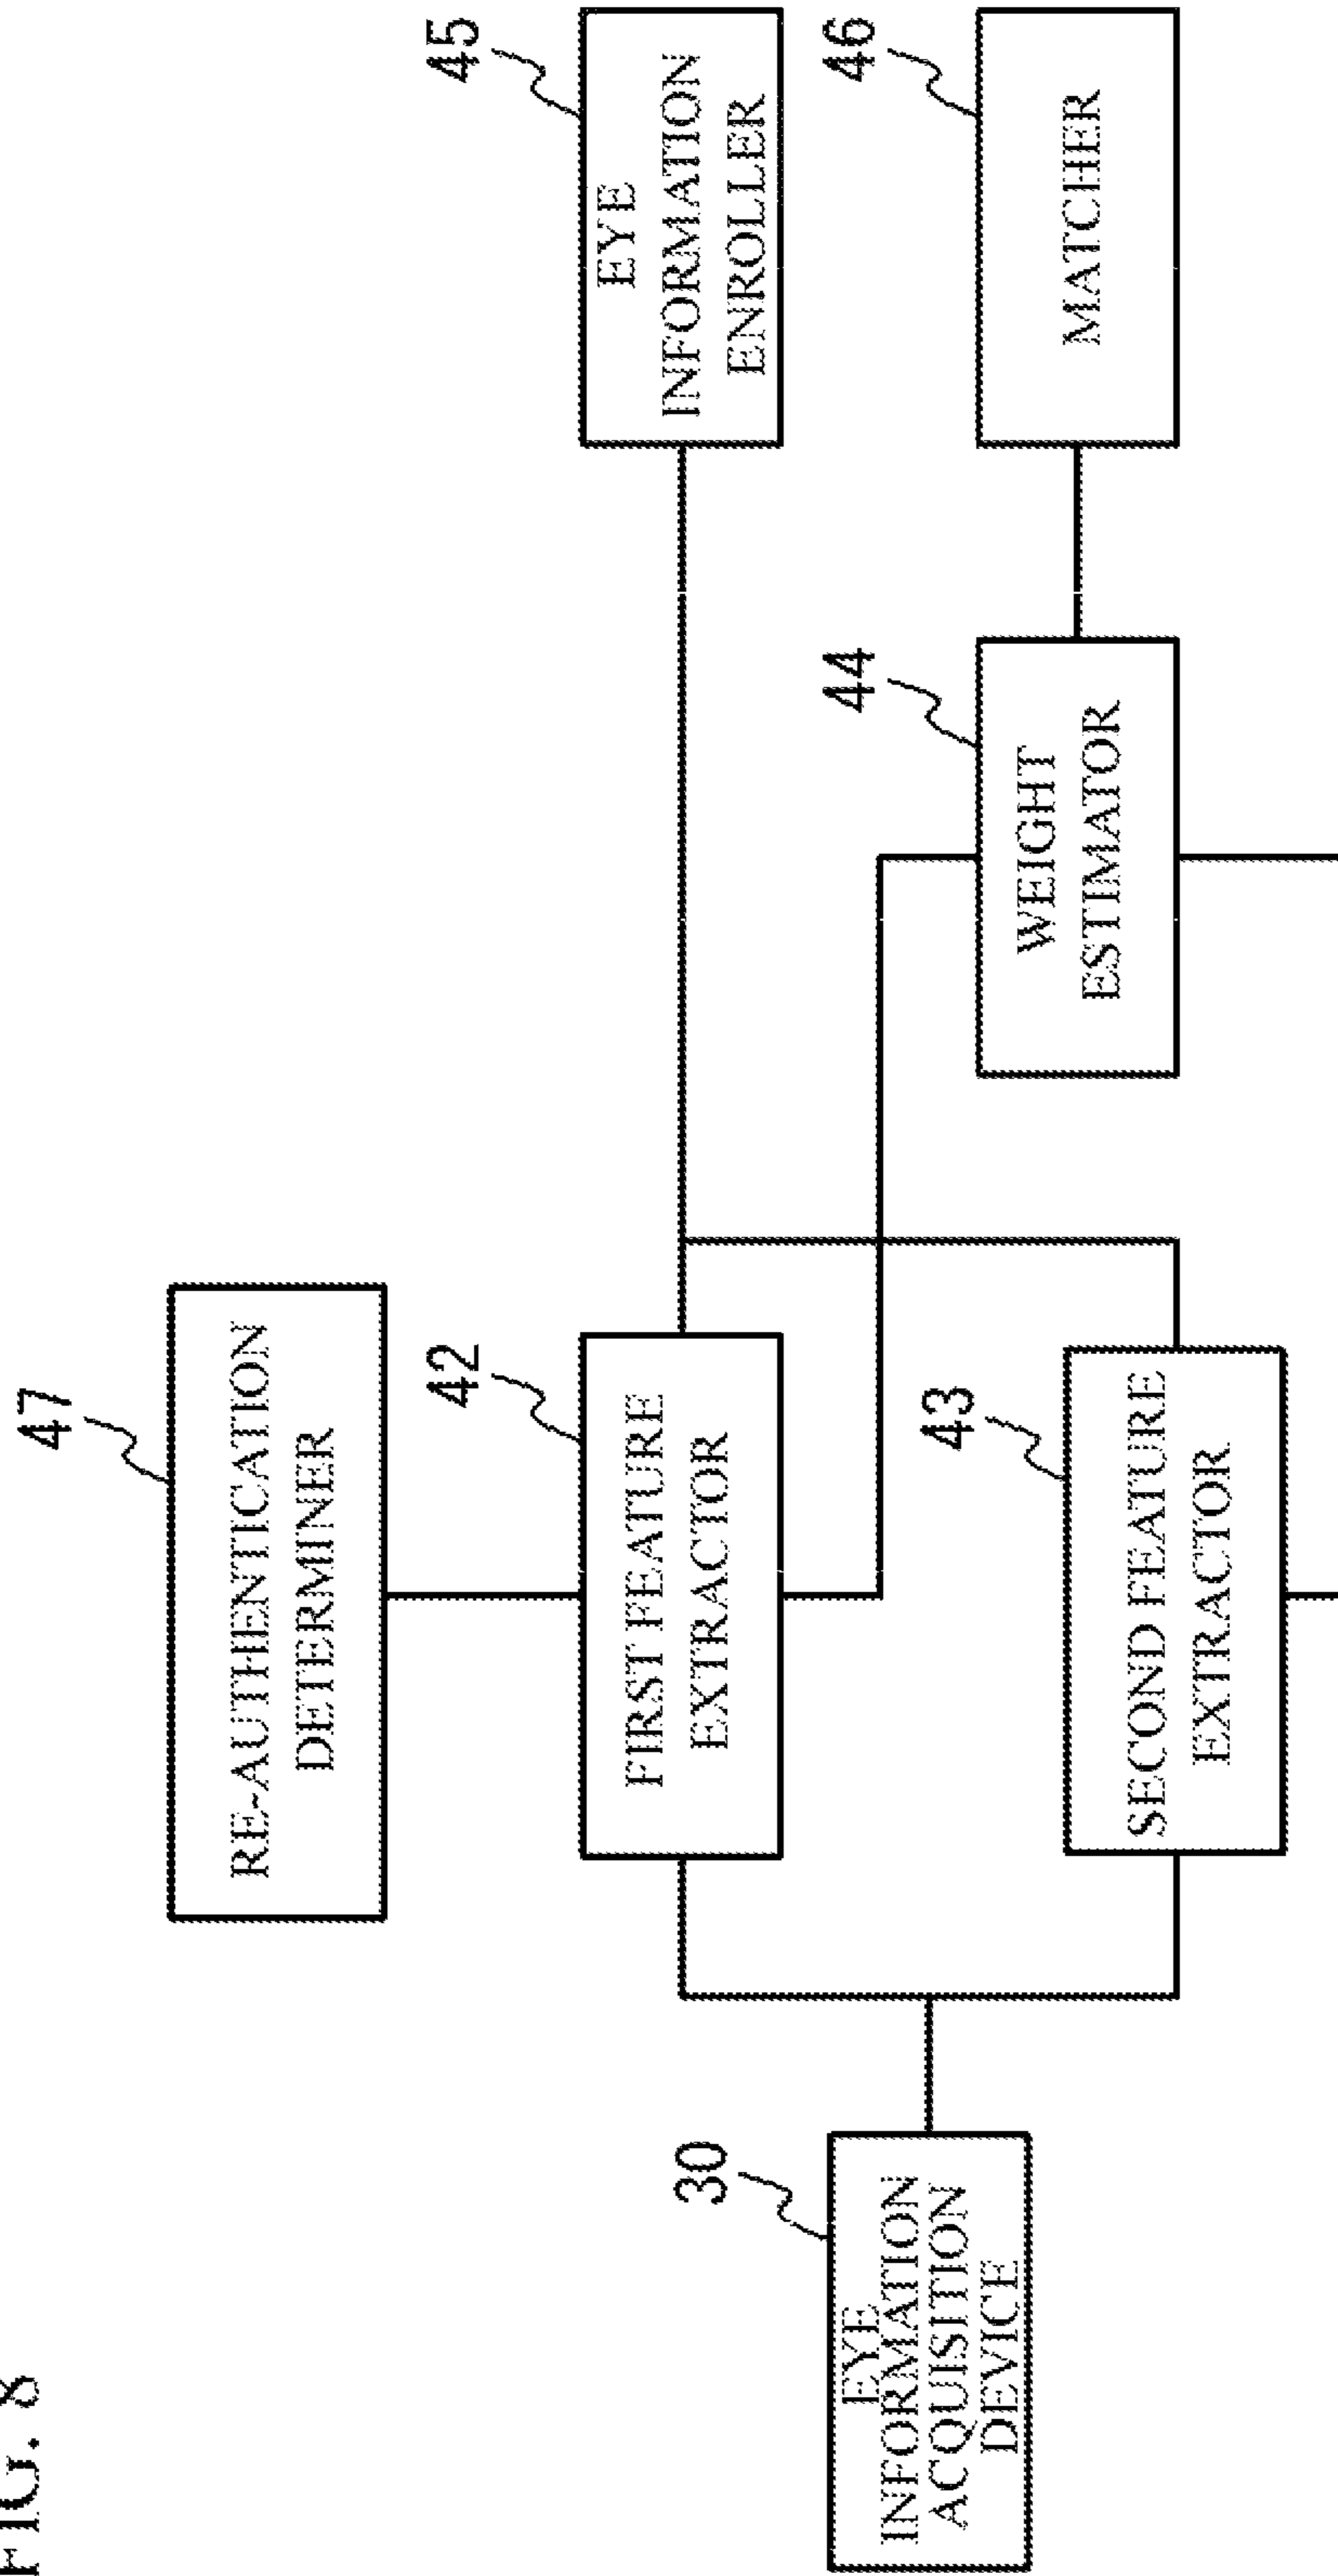 FIG. 8
47
RE-AUTHENTICATION
DETERMINER
42
FIRST FEATURE
EXTRACTOR
45
EYE
INFORMATION
ENROLLER
30
EYE
INFORMATION
ACQUISITION
DEVICE
43
SECOND FEATURE
EXTRACTOR
44
WEIGHT
ESTIMATOR
46
MATCHER